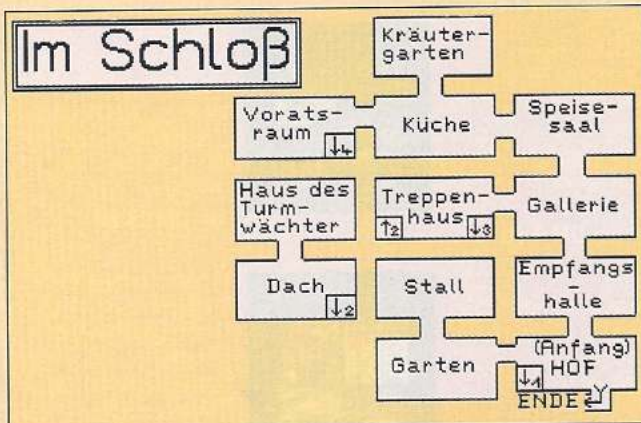 Im Schloß
Kräuter-
garten
Vorats-
raum
↓4
Küche
Speise-
saal
Haus des
Turm-
wächter
Treppen-
haus
↑2
↓3
Gallerie
Dach
↓2
Stall
Empfangs
-
halle
Garten
(Anfang)
HOF
↓1
ENDE